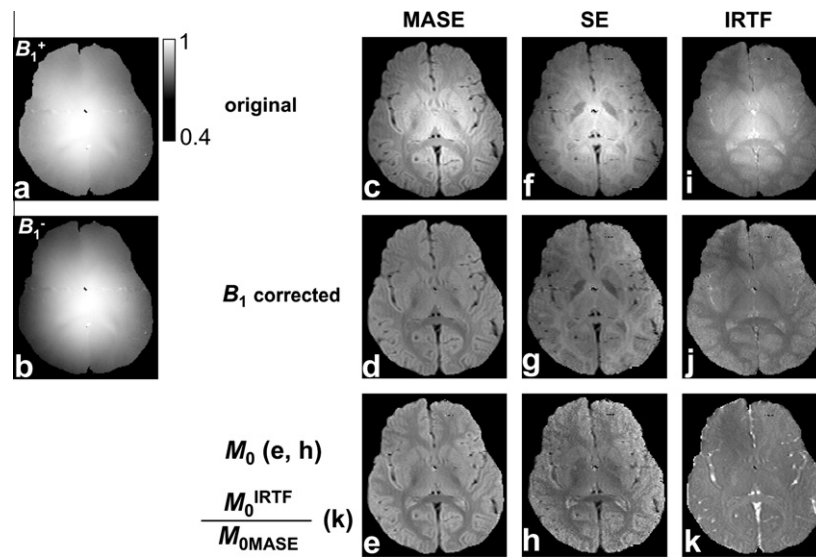 MASE SE IRTF
B₁⁺ 1
original
0.4
a c f i
B₁⁻
B₁ corrected
b d g j
M₀ (e, h)
M₀ᴵᴿᵀᶠ
(k)
M₀MASE
e h k